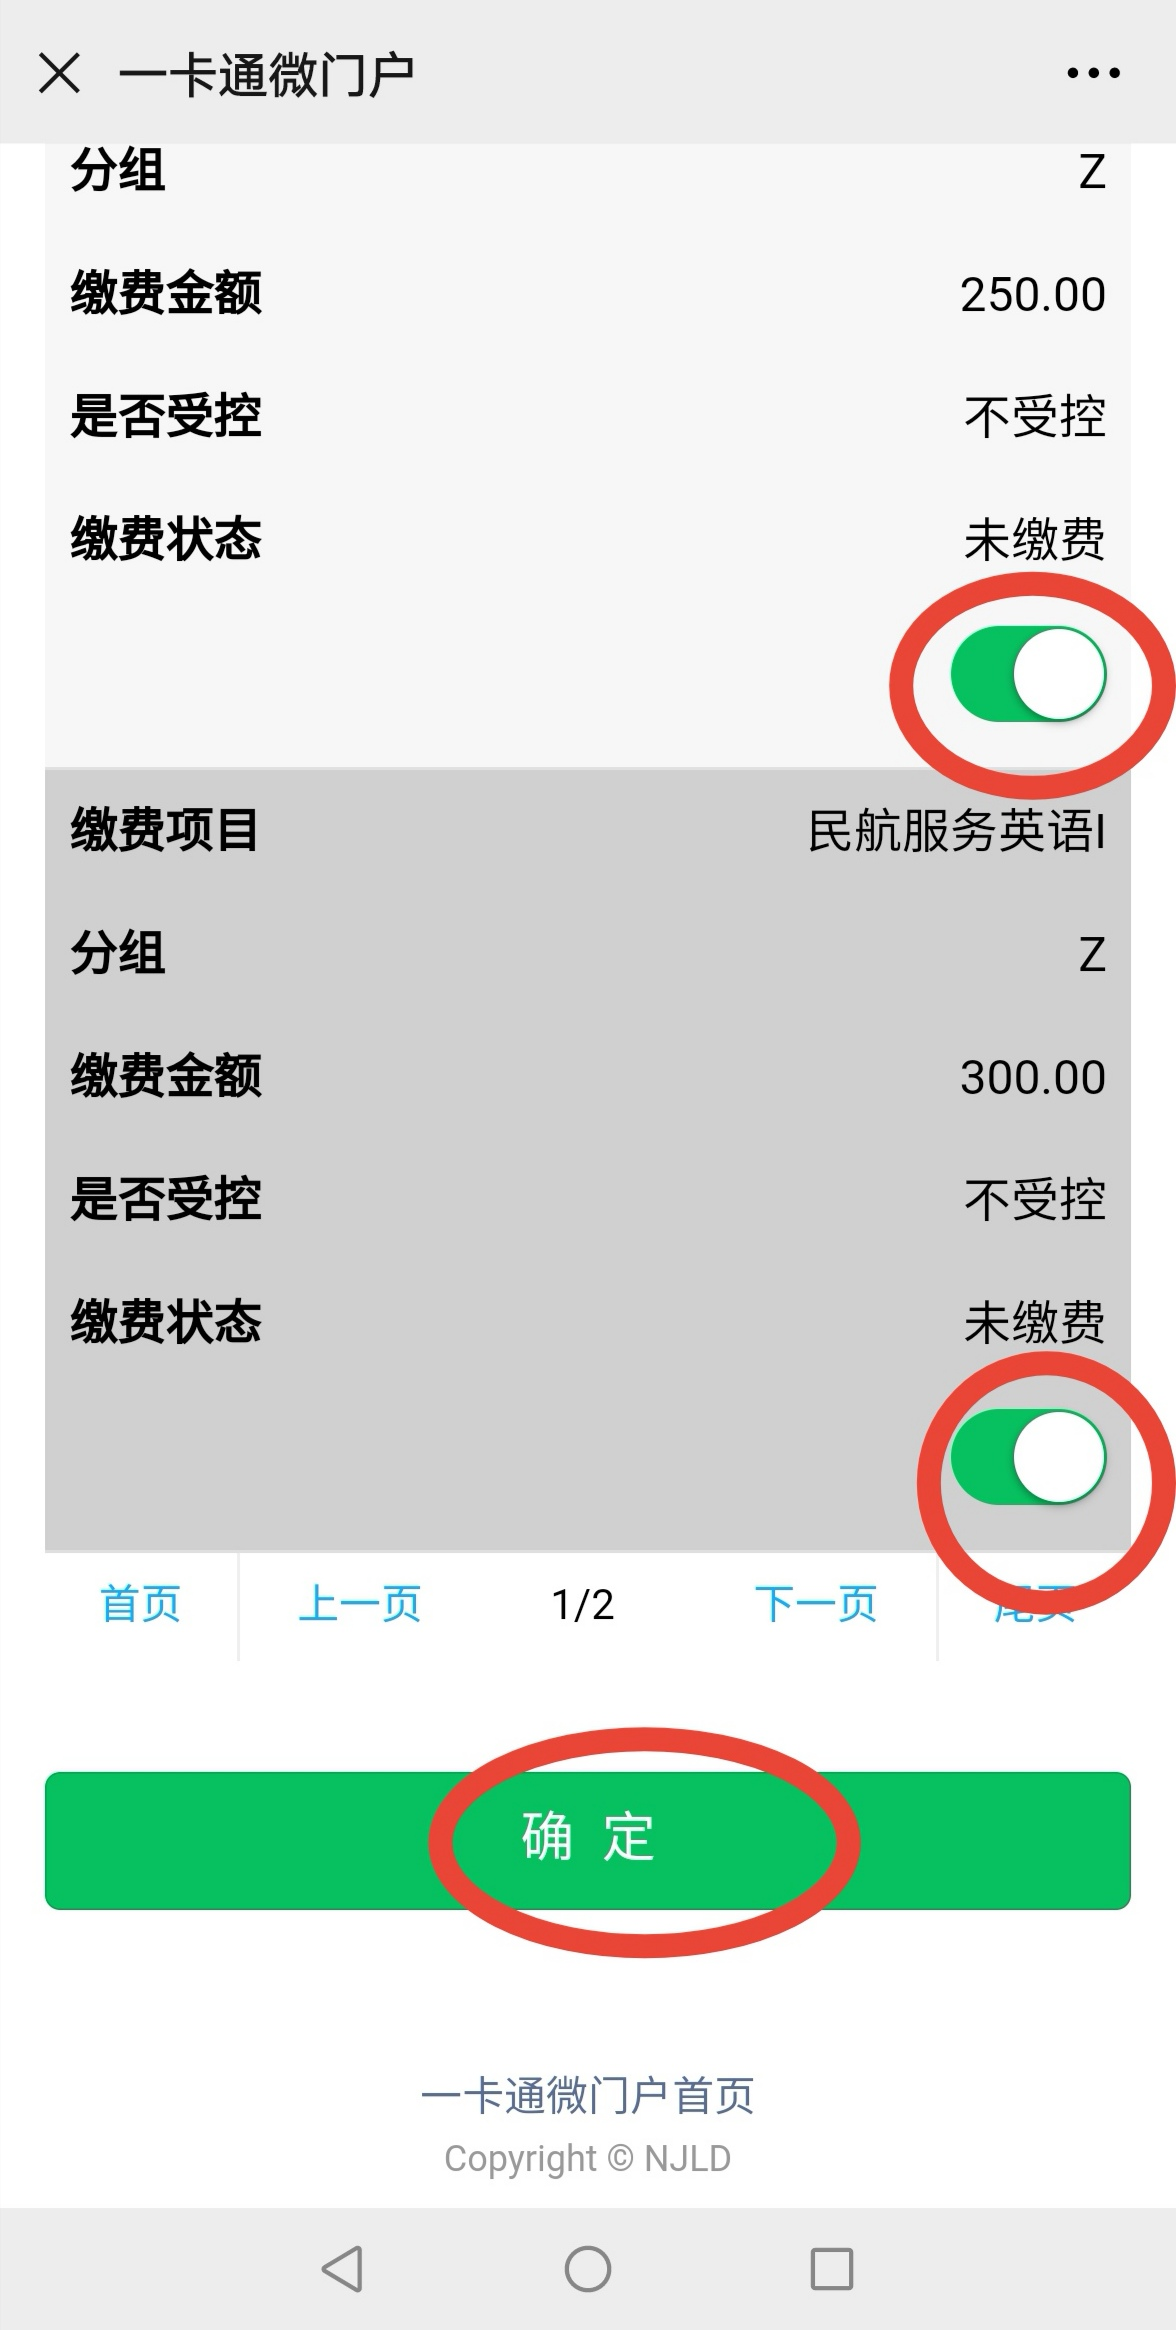 一卡通微门户
分组 Z
缴费金额 250.00
是否受控 不受控
缴费状态 未缴费
缴费项目 民航服务英语I
分组 Z
缴费金额 300.00
是否受控 不受控
缴费状态 未缴费
首页 上一页 1/2 下一页 尾页
确 定
一卡通微门户首页
Copyright © NJLD